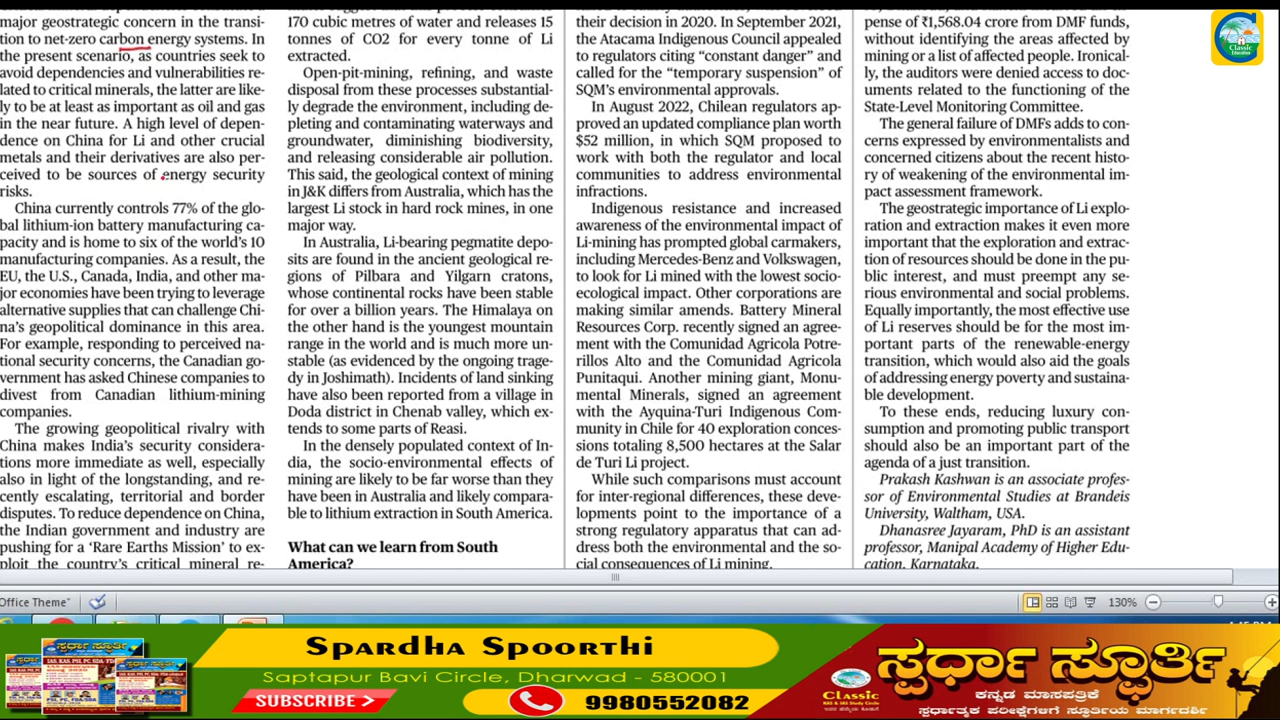 major geostrategic concern in the transi-
tion to net-zero carbon energy systems. In
the present scenario, as countries seek to
avoid dependencies and vulnerabilities re-
lated to critical minerals, the latter are like-
ly to be at least as important as oil and gas
in the near future. A high level of depen-
dence on China for Li and other crucial
metals and their derivatives are also per-
ceived to be sources of energy security
risks.
China currently controls 77% of the glo-
bal lithium-ion battery manufacturing ca-
pacity and is home to six of the world's 10
manufacturing companies. As a result, the
EU, the U.S., Canada, India, and other ma-
jor economies have been trying to leverage
alternative supplies that can challenge Chi-
na's geopolitical dominance in this area.
For example, responding to perceived na-
tional security concerns, the Canadian go-
vernment has asked Chinese companies to
divest from Canadian lithium-mining
companies.
The growing geopolitical rivalry with
China makes India's security considera-
tions more immediate as well, especially
also in light of the longstanding, and re-
cently escalating, territorial and border
disputes. To reduce dependence on China,
the Indian government and industry are
pushing for a 'Rare Earths Mission' to ex-
ploit the country's critical mineral re-
170 cubic metres of water and releases 15
tonnes of CO2 for every tonne of Li
extracted.
Open-pit-mining, refining, and waste
disposal from these processes substantial-
ly degrade the environment, including de-
pleting and contaminating waterways and
groundwater, diminishing biodiversity,
and releasing considerable air pollution.
This said, the geological context of mining
in J&K differs from Australia, which has the
largest Li stock in hard rock mines, in one
major way.
In Australia, Li-bearing pegmatite depo-
sits are found in the ancient geological re-
gions of Pilbara and Yilgarn cratons,
whose continental rocks have been stable
for over a billion years. The Himalaya on
the other hand is the youngest mountain
range in the world and is much more un-
stable (as evidenced by the ongoing trage-
dy in Joshimath). Incidents of land sinking
have also been reported from a village in
Doda district in Chenab valley, which ex-
tends to some parts of Reasi.
In the densely populated context of In-
dia, the socio-environmental effects of
mining are likely to be far worse than they
have been in Australia and likely compara-
ble to lithium extraction in South America.
What can we learn from South
America?
their decision in 2020. In September 2021,
the Atacama Indigenous Council appealed
to regulators citing “constant danger” and
called for the “temporary suspension” of
SQM's environmental approvals.
In August 2022, Chilean regulators ap-
proved an updated compliance plan worth
$52 million, in which SQM proposed to
work with both the regulator and local
communities to address environmental
infractions.
Indigenous resistance and increased
awareness of the environmental impact of
Li-mining has prompted global carmakers,
including Mercedes-Benz and Volkswagen,
to look for Li mined with the lowest socio-
ecological impact. Other corporations are
making similar amends. Battery Mineral
Resources Corp. recently signed an agree-
ment with the Comunidad Agricola Potre-
rillos Alto and the Comunidad Agricola
Punitaqui. Another mining giant, Monu-
mental Minerals, signed an agreement
with the Ayquina-Turi Indigenous Com-
munity in Chile for 40 exploration conces-
sions totaling 8,500 hectares at the Salar
de Turi Li project.
While such comparisons must account
for inter-regional differences, these deve-
lopments point to the importance of a
strong regulatory apparatus that can ad-
dress both the environmental and the so-
cial consequences of Li mining.
pense of ₹1,568.04 crore from DMF funds,
without identifying the areas affected by
mining or a list of affected people. Ironical-
ly, the auditors were denied access to doc-
uments related to the functioning of the
State-Level Monitoring Committee.
The general failure of DMFs adds to con-
cerns expressed by environmentalists and
concerned citizens about the recent histo-
ry of weakening of the environmental im-
pact assessment framework.
The geostrategic importance of Li explo-
ration and extraction makes it even more
important that the exploration and extrac-
tion of resources should be done in the pu-
blic interest, and must preempt any se-
rious environmental and social problems.
Equally importantly, the most effective use
of Li reserves should be for the most im-
portant parts of the renewable-energy
transition, which would also aid the goals
of addressing energy poverty and sustaina-
ble development.
To these ends, reducing luxury con-
sumption and promoting public transport
should also be an important part of the
agenda of a just transition.
Prakash Kashwan is an associate profes-
sor of Environmental Studies at Brandeis
University, Waltham, USA.
Dhanasree Jayaram, PhD is an assistant
professor, Manipal Academy of Higher Edu-
cation, Karnataka.
Classic
Education
Office Theme"
130%
Spardha Spoorthi
Saptapur Bavi Circle, Dharwad - 580001
SUBSCRIBE
9980552082
Classic
ಸ್ಪರ್ಧಾ ಸ್ಫೂರ್ತಿ
ಕನ್ನಡ ಮಾಸಪತ್ರಿಕೆ
ಸ್ಪರ್ಧಾತ್ಮಕ ಪರೀಕ್ಷೆಗಳಿಗೆ ಸ್ಫೂರ್ತಿಯ ಮಾರ್ಗದರ್ಶಿ